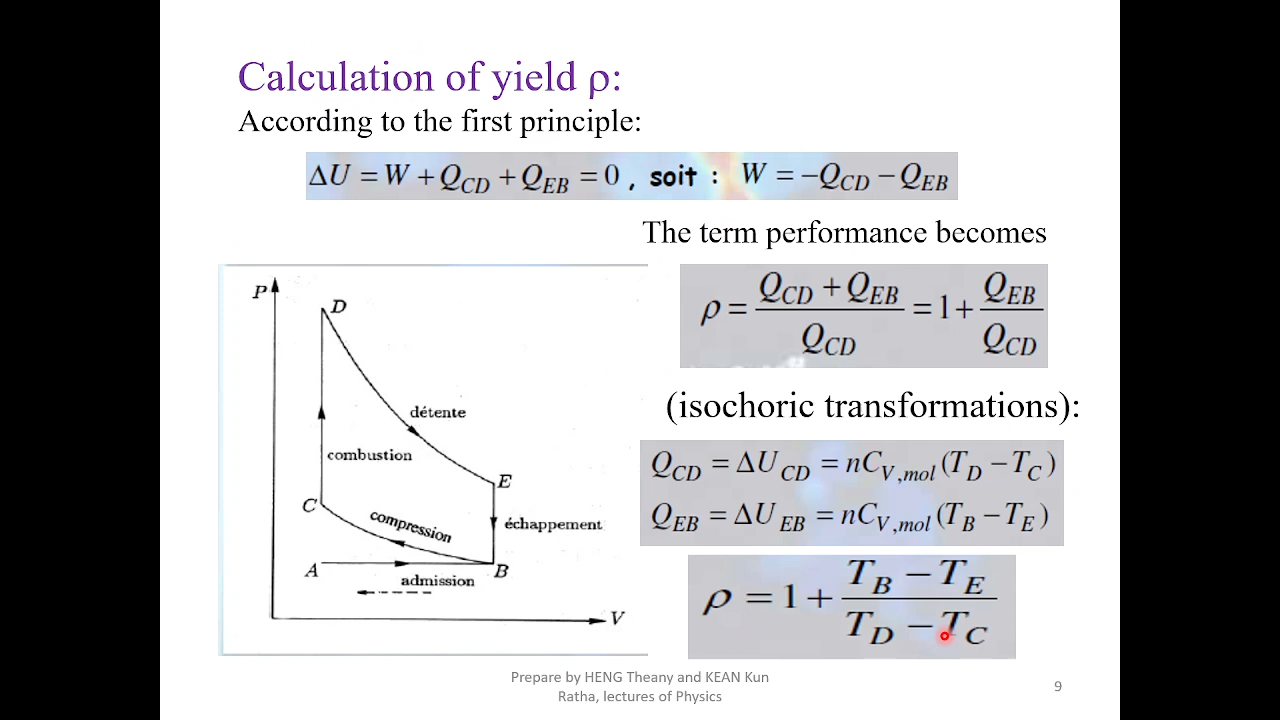 Calculation of yield ρ:
According to the first principle:
ΔU = W + Q_CD + Q_EB = 0 , soit : W = −Q_CD − Q_EB
The term performance becomes
ρ = (Q_CD + Q_EB) / Q_CD = 1 + Q_EB / Q_CD
(isochoric transformations):
Q_CD = ΔU_CD = nC_V,mol (T_D − T_C)
Q_EB = ΔU_EB = nC_V,mol (T_B − T_E)
ρ = 1 + (T_B − T_E) / (T_D − T_C)
P
D
détente
combustion
E
C
compression
échappement
A
B
admission
V
Prepare by HENG Theany and KEAN Kun
Ratha, lectures of Physics
9